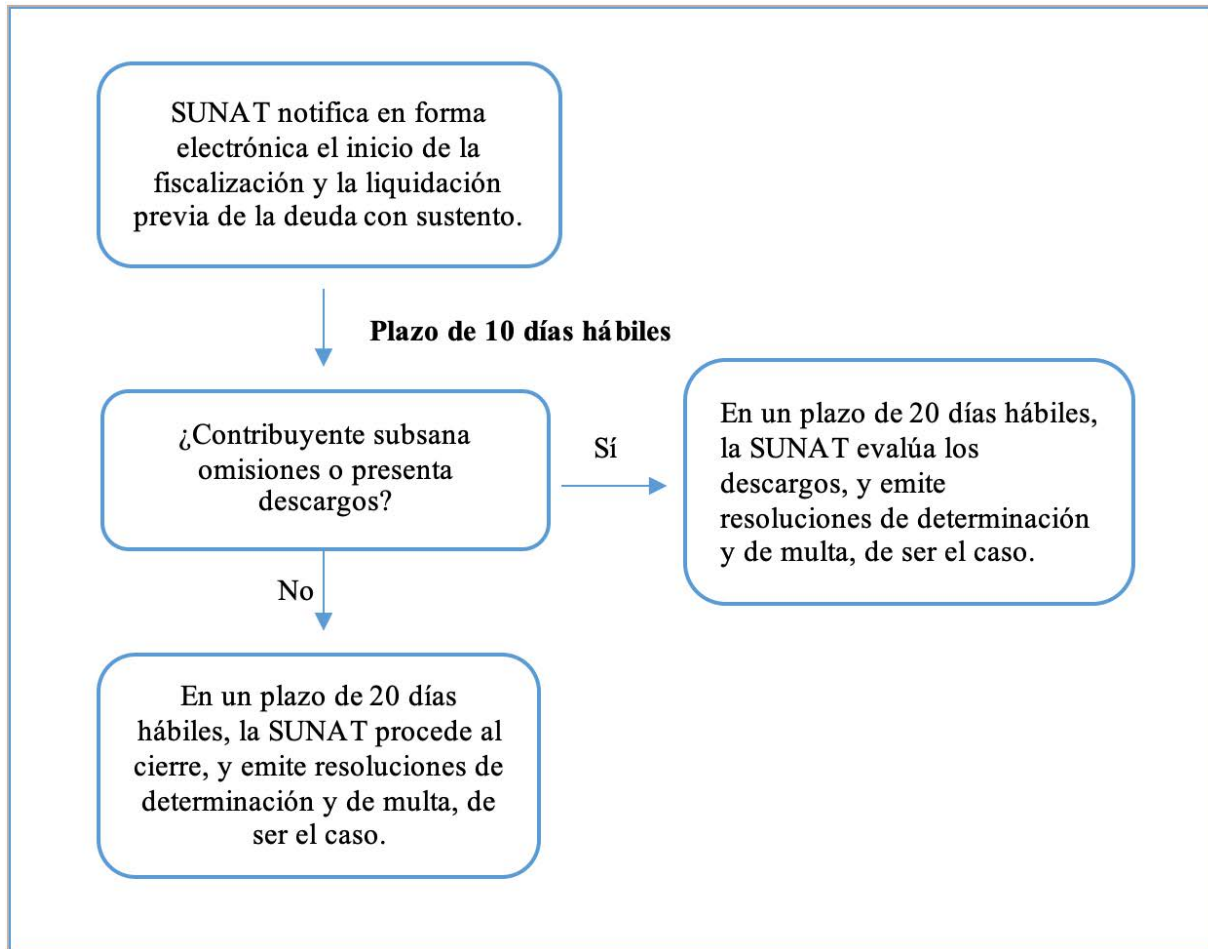 SUNAT notifica en forma
electrónica el inicio de la
fiscalización y la liquidación
previa de la deuda con sustento.
Plazo de 10 días hábiles
¿Contribuyente subsana
omisiones o presenta
descargos?
Sí
En un plazo de 20 días hábiles,
la SUNAT evalúa los
descargos, y emite
resoluciones de determinación
y de multa, de ser el caso.
No
En un plazo de 20 días
hábiles, la SUNAT procede al
cierre, y emite resoluciones de
determinación y de multa, de
ser el caso.